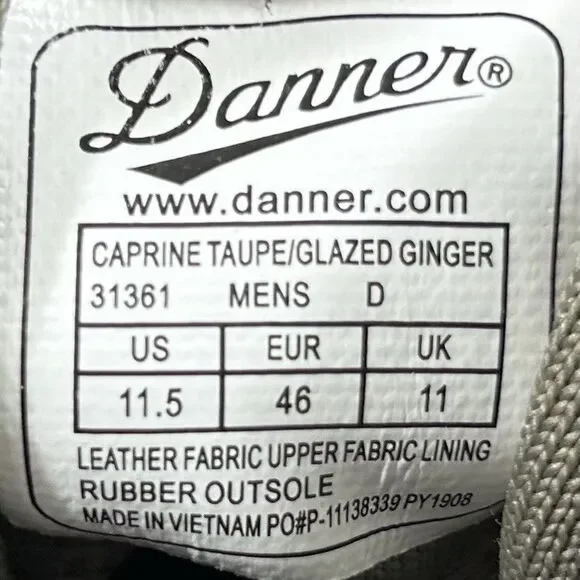 Danner®
www.danner.com
CAPRINE TAUPE/GLAZED GINGER
31361 MENS D
US EUR UK
11.5 46 11
LEATHER FABRIC UPPER FABRIC LINING
RUBBER OUTSOLE
MADE IN VIETNAM PO#P-11138339 PY1908